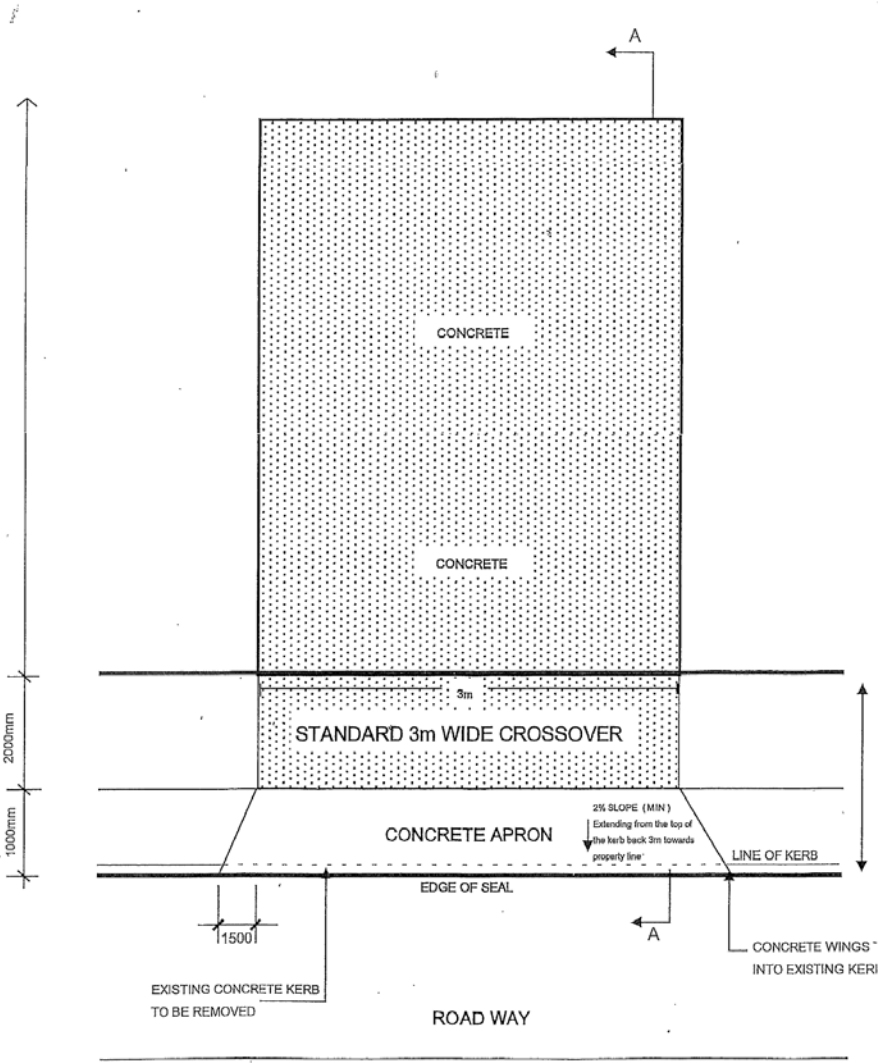 A
CONCRETE
CONCRETE
3m
STANDARD 3m WIDE CROSSOVER
2000mm
1000mm
2% SLOPE (MIN)
Extending from the top of
the kerb back 3m towards
property line
CONCRETE APRON
LINE OF KERB
EDGE OF SEAL
1500
A
CONCRETE WINGS
INTO EXISTING KERI
EXISTING CONCRETE KERB
TO BE REMOVED
ROAD WAY